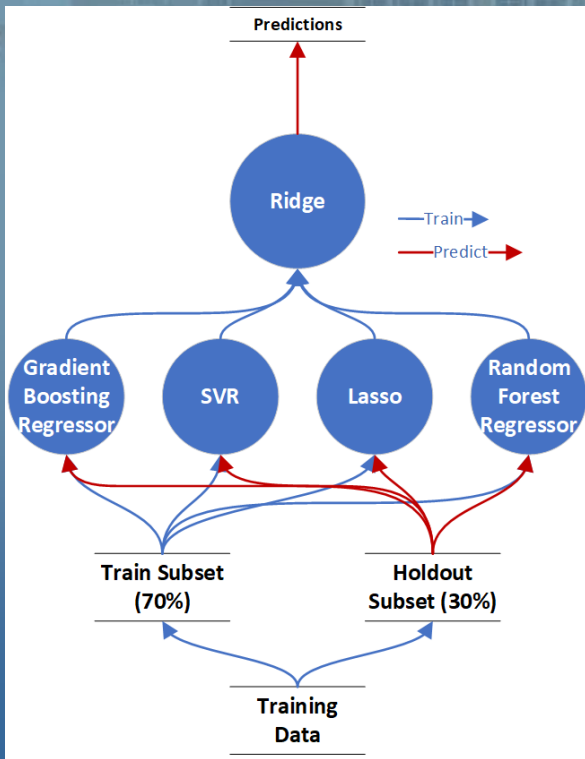 Predictions
Ridge
Train
Predict
Gradient
Boosting
Regressor
SVR
Lasso
Random
Forest
Regressor
Train Subset
(70%)
Holdout
Subset (30%)
Training
Data